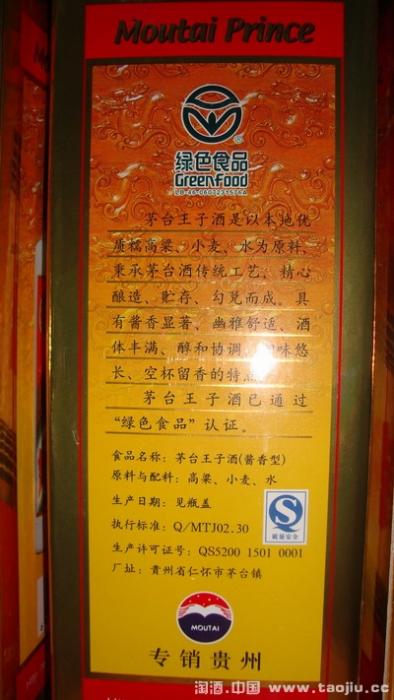 Moutai Prince
绿色食品
GreenFood
茅台王子酒是以本地优
质糯高粱、小麦、水为原料,
秉承茅台酒传统工艺,精心
酿造、贮存、勾兑而成。具
有酱香显著、幽雅舒适、酒
体丰满、醇和协调、味悠
长、空杯留香的特点
茅台王子酒已通过
“绿色食品”认证。
食品名称:茅台王子酒(酱香型)
原料与配料:高粱、小麦、水
生产日期:见瓶盖
执行标准:Q/MTJ02.30
质量安全
生产许可证号:QS5200 1501 0001
厂址:贵州省仁怀市茅台镇
MOUTAI
专销贵州
淘酒.中国 www.taojiu.cc